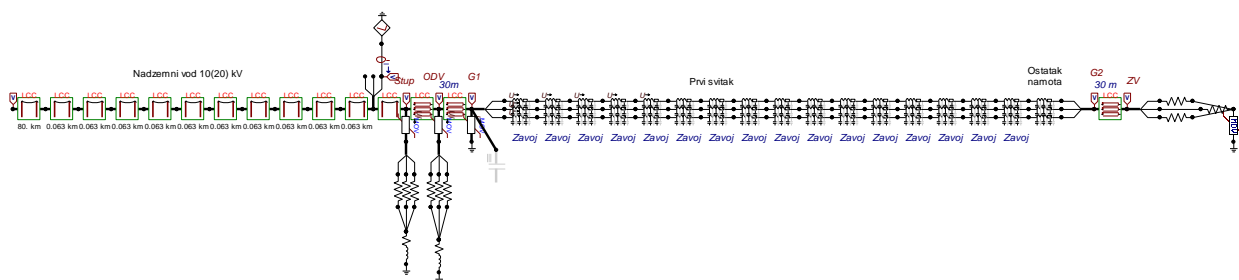 Nadzemni vod 10(20) kV
Stup
ODV
30m
G1
Prvi svitak
Ostatak
namota
G2
30 m
ZV
LCC LCC LCC LCC LCC LCC LCC LCC LCC LCC LCC LCC LCC LCC LCC
80. km 0.063 km 0.063 km 0.063 km 0.063 km 0.063 km 0.063 km 0.063 km 0.063 km 0.063 km 0.063 km
U U U U U
Zavoj Zavoj Zavoj Zavoj Zavoj Zavoj Zavoj Zavoj Zavoj Zavoj Zavoj Zavoj Zavoj Zavoj Zavoj Zavoj